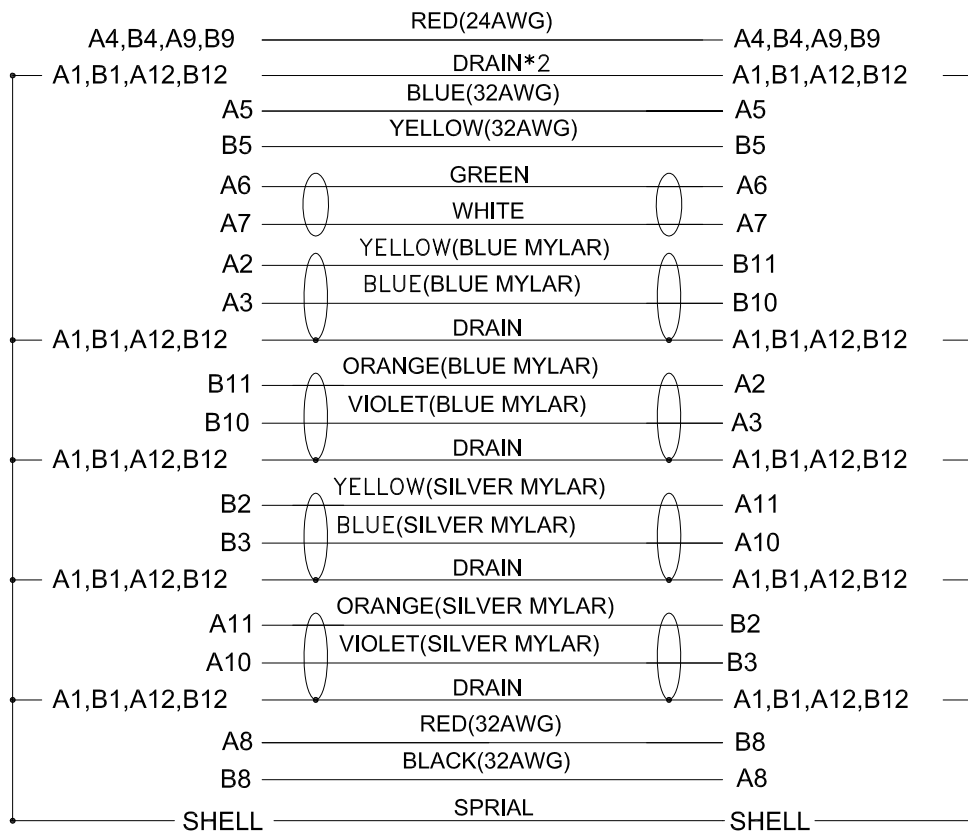 A4,B4,A9,B9 RED(24AWG) A4,B4,A9,B9
A1,B1,A12,B12 DRAIN*2 A1,B1,A12,B12
A5 BLUE(32AWG) A5
B5 YELLOW(32AWG) B5
A6 GREEN A6
A7 WHITE A7
A2 YELLOW(BLUE MYLAR) B11
A3 BLUE(BLUE MYLAR) B10
A1,B1,A12,B12 DRAIN A1,B1,A12,B12
B11 ORANGE(BLUE MYLAR) A2
B10 VIOLET(BLUE MYLAR) A3
A1,B1,A12,B12 DRAIN A1,B1,A12,B12
B2 YELLOW(SILVER MYLAR) A11
B3 BLUE(SILVER MYLAR) A10
A1,B1,A12,B12 DRAIN A1,B1,A12,B12
A11 ORANGE(SILVER MYLAR) B2
A10 VIOLET(SILVER MYLAR) B3
A1,B1,A12,B12 DRAIN A1,B1,A12,B12
A8 RED(32AWG) B8
B8 BLACK(32AWG) A8
SHELL SPRIAL SHELL